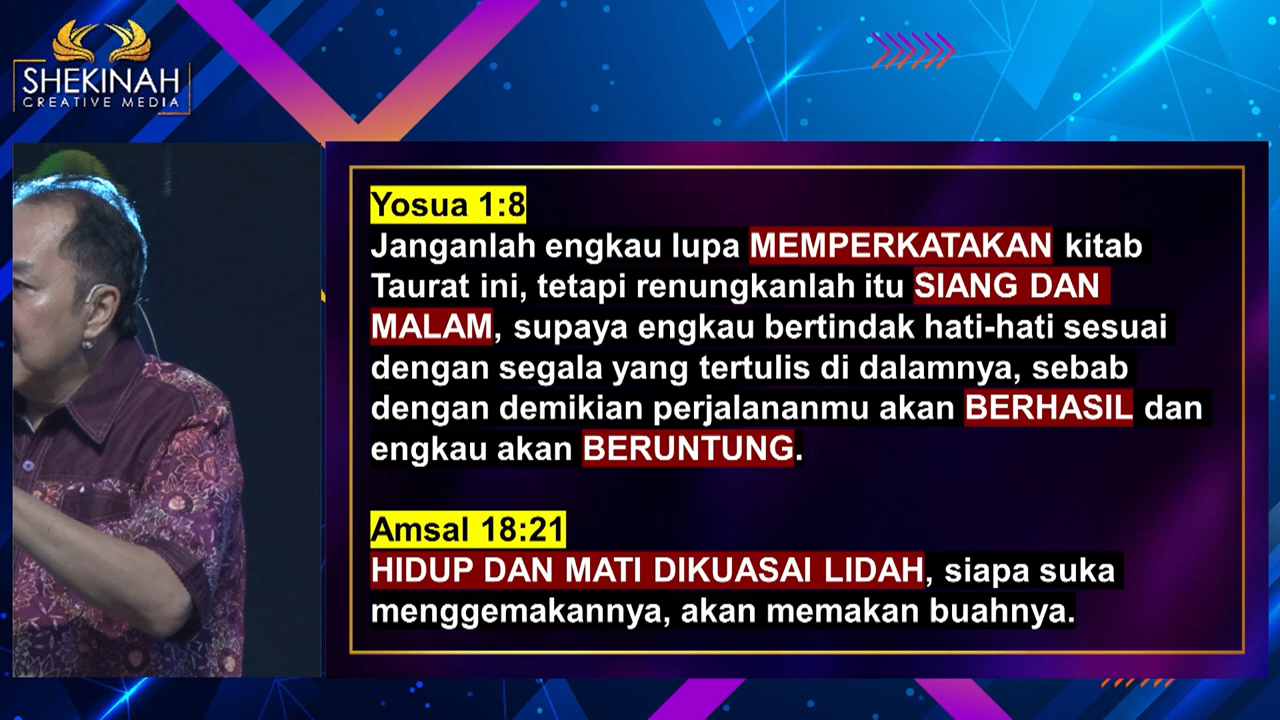 SHEKINAH
CREATIVE MEDIA
Yosua 1:8
Janganlah engkau lupa MEMPERKATAKAN kitab
Taurat ini, tetapi renungkanlah itu SIANG DAN
MALAM, supaya engkau bertindak hati-hati sesuai
dengan segala yang tertulis di dalamnya, sebab
dengan demikian perjalananmu akan BERHASIL dan
engkau akan BERUNTUNG.
Amsal 18:21
HIDUP DAN MATI DIKUASAI LIDAH, siapa suka
menggemakannya, akan memakan buahnya.